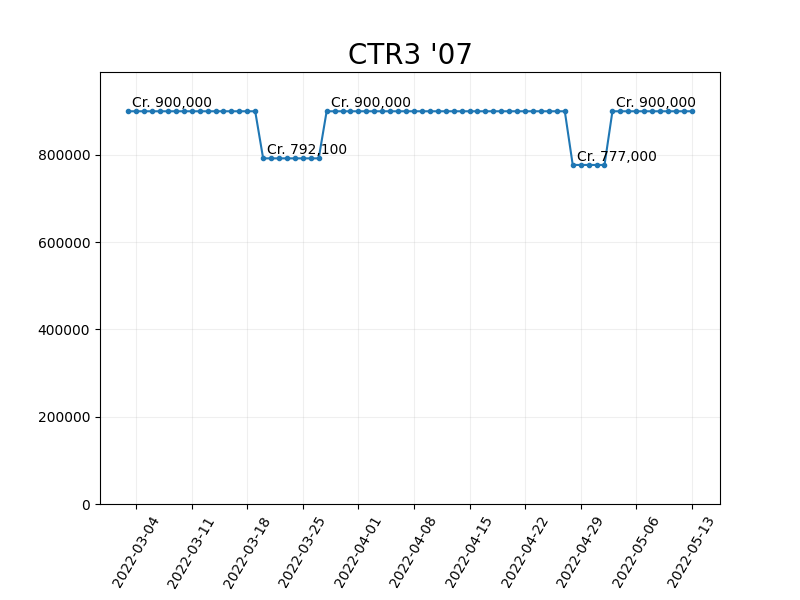 CTR3 '07
Cr. 900,000
Cr. 900,000
Cr. 900,000
Cr. 792,100
Cr. 777,000
800000
600000
400000
200000
0
2022-03-04
2022-03-11
2022-03-18
2022-03-25
2022-04-01
2022-04-08
2022-04-15
2022-04-22
2022-04-29
2022-05-06
2022-05-13